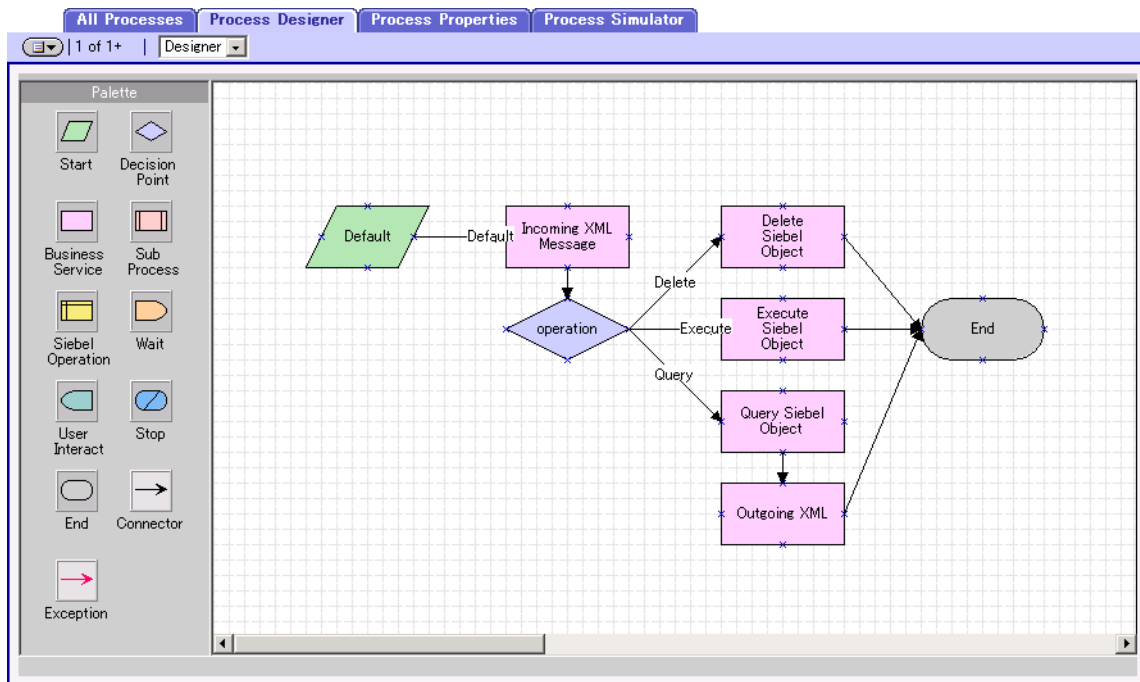 All Processes
Process Designer
Process Properties
Process Simulator
1 of 1+
Designer
Palette
Start
Decision
Point
Business
Service
Sub
Process
Siebel
Operation
Wait
User
Interact
Stop
End
Connector
Exception
Default
Default
Incoming XML
Message
operation
Delete
Execute
Query
Delete
Siebel
Object
Execute
Siebel
Object
Query Siebel
Object
Outgoing XML
End